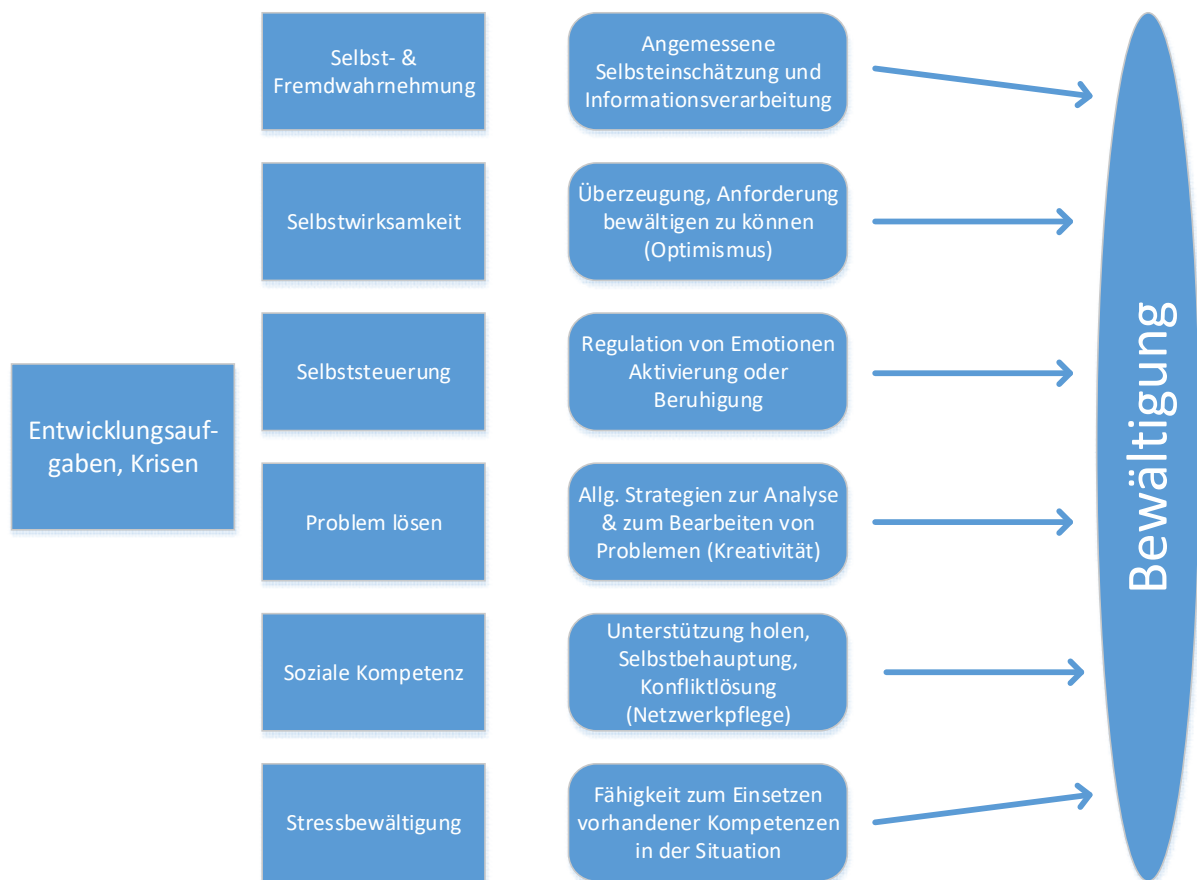 Selbst- &
Fremdwahrnehmung
Angemessene
Selbsteinschätzung und
Informationsverarbeitung
Selbstwirksamkeit
Überzeugung, Anforderung
bewältigen zu können
(Optimismus)
Entwicklungsauf-
gaben, Krisen
Selbststeuerung
Regulation von Emotionen
Aktivierung oder
Beruhigung
Problem lösen
Allg. Strategien zur Analyse
& zum Bearbeiten von
Problemen (Kreativität)
Soziale Kompetenz
Unterstützung holen,
Selbstbehauptung,
Konfliktlösung
(Netzwerkpflege)
Stressbewältigung
Fähigkeit zum Einsetzen
vorhandener Kompetenzen
in der Situation
Bewältigung